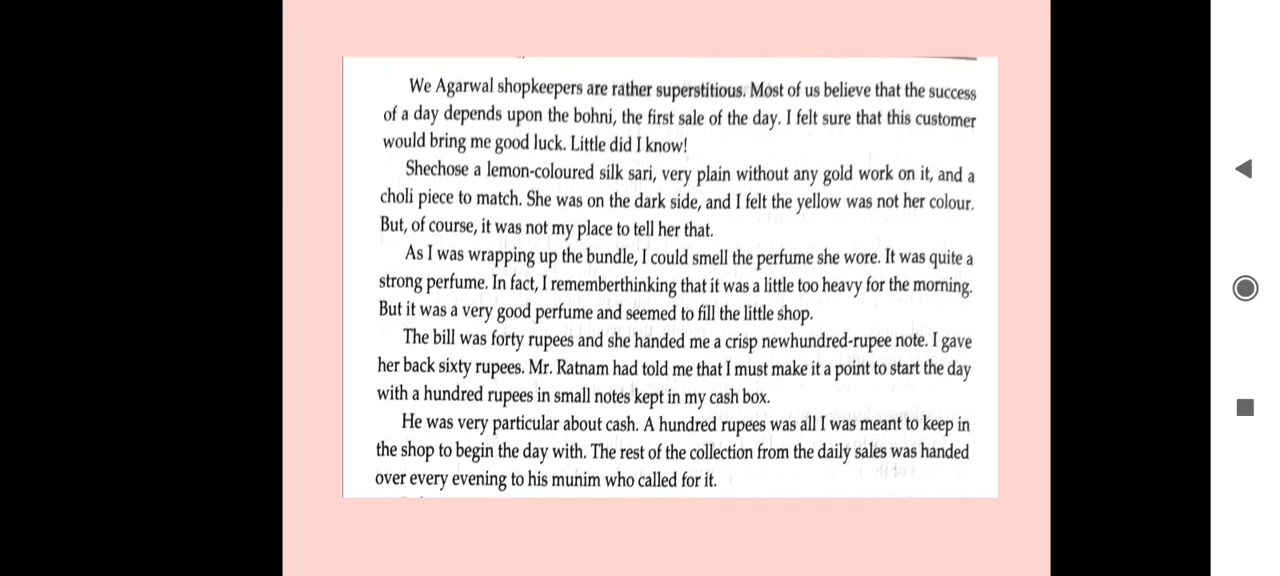 We Agarwal shopkeepers are rather superstitious. Most of us believe that the success
of a day depends upon the bohni, the first sale of the day. I felt sure that this customer
would bring me good luck. Little did I know!
Shechose a lemon-coloured silk sari, very plain without any gold work on it, and a
choli piece to match. She was on the dark side, and I felt the yellow was not her colour.
But, of course, it was not my place to tell her that.
As I was wrapping up the bundle, I could smell the perfume she wore. It was quite a
strong perfume. In fact, I rememberthinking that it was a little too heavy for the morning.
But it was a very good perfume and seemed to fill the little shop.
The bill was forty rupees and she handed me a crisp newhundred-rupee note. I gave
her back sixty rupees. Mr. Ratnam had told me that I must make it a point to start the day
with a hundred rupees in small notes kept in my cash box.
He was very particular about cash. A hundred rupees was all I was meant to keep in
the shop to begin the day with. The rest of the collection from the daily sales was handed
over every evening to his munim who called for it.